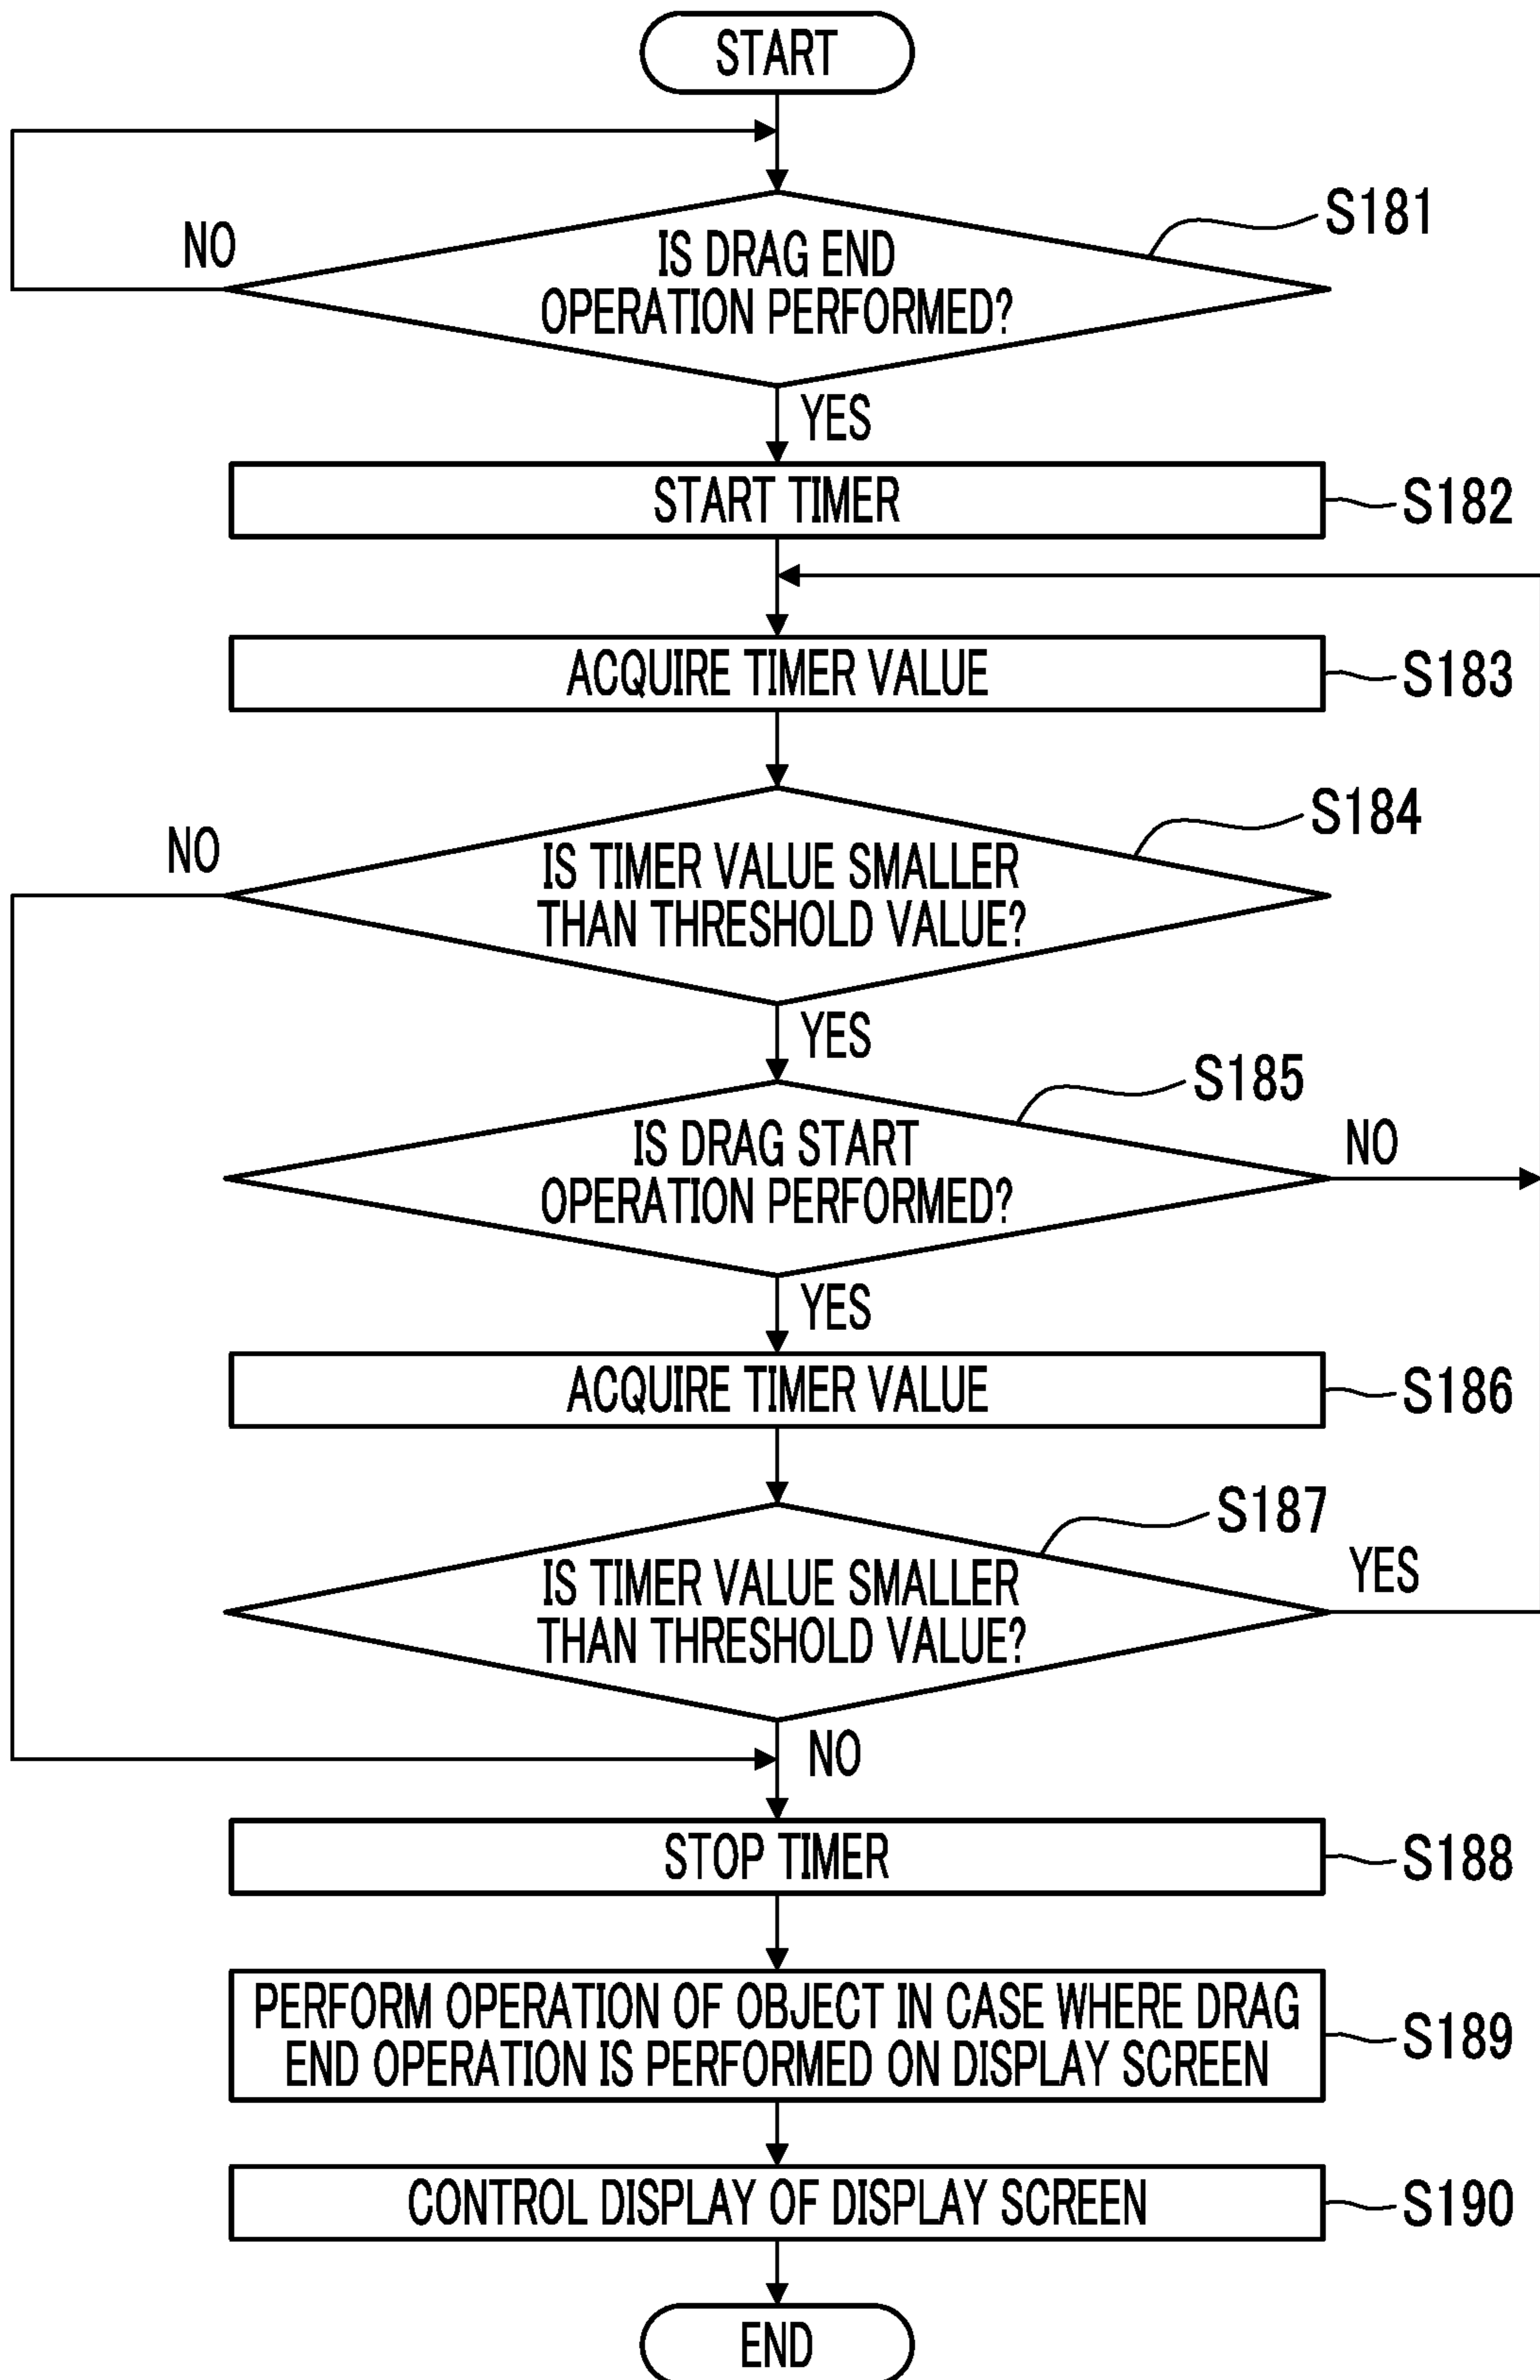 START
NO
S181
IS DRAG END
OPERATION PERFORMED?
YES
START TIMER
S182
ACQUIRE TIMER VALUE
S183
S184
NO
IS TIMER VALUE SMALLER
THAN THRESHOLD VALUE?
YES
S185
IS DRAG START
OPERATION PERFORMED?
NO
YES
ACQUIRE TIMER VALUE
S186
S187
IS TIMER VALUE SMALLER
THAN THRESHOLD VALUE?
YES
NO
STOP TIMER
S188
PERFORM OPERATION OF OBJECT IN CASE WHERE DRAG
END OPERATION IS PERFORMED ON DISPLAY SCREEN
S189
CONTROL DISPLAY OF DISPLAY SCREEN
S190
END